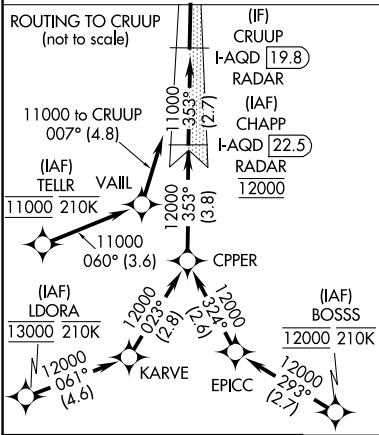 ROUTING TO CRUUP
(not to scale)
(IF)
CRUUP
I-AQD 19.8
RADAR
11000
353°
(2.7)
(IAF)
CHAPP
I-AQD 22.5
RADAR
12000
11000 to CRUUP
007° (4.8)
(IAF)
TELLR
11000 210K
VAIIL
11000
060° (3.6)
12000
353°
(3.8)
CPPER
(IAF)
LDORA
13000 210K
12000
023°
(2.8)
12000
324°
(2.6)
(IAF)
BOSSS
12000 210K
12000
061°
(4.6)
KARVE
EPICC
12000
293°
(2.7)